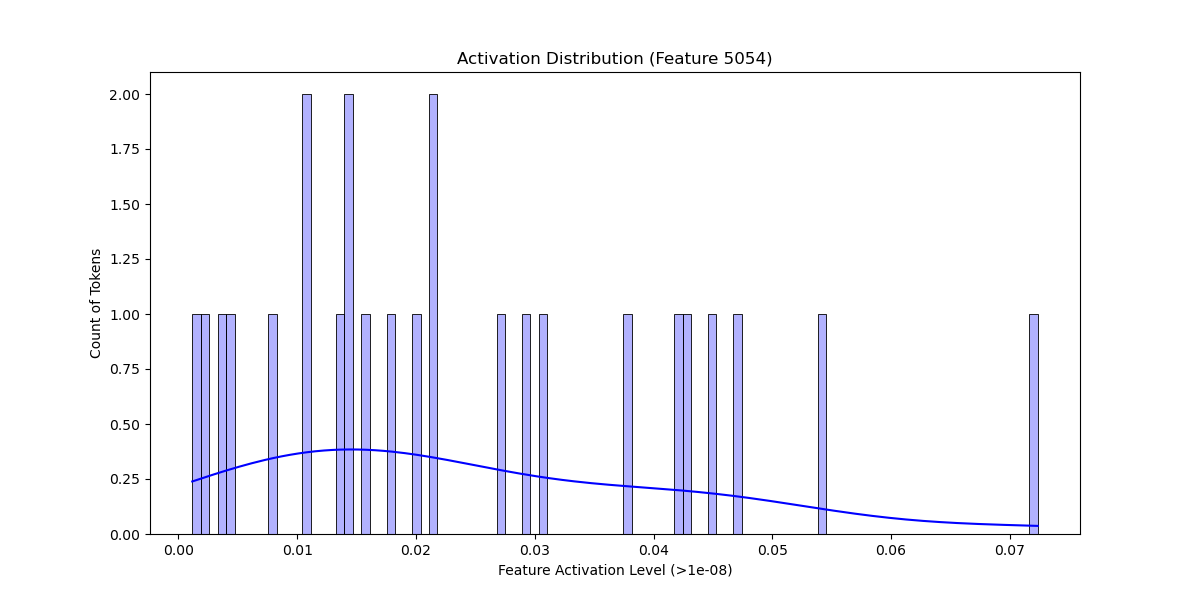 Activation Distribution (Feature 5054)
2.00
1.75
1.50
1.25
1.00
0.75
0.50
0.25
0.00
Count of Tokens
0.00 0.01 0.02 0.03 0.04 0.05 0.06 0.07
Feature Activation Level (>1e-08)